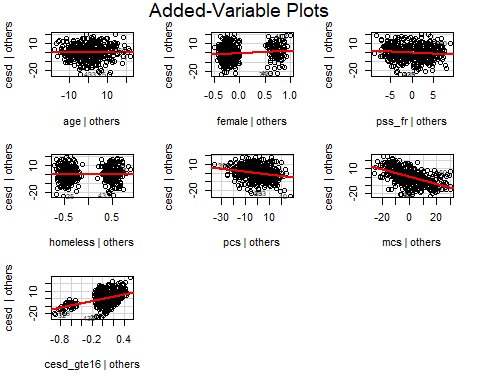 Added-Variable Plots
cesd | others
10
-20
-10
10
age | others
cesd | others
10
-20
-0.5
0.0
0.5
1.0
female | others
cesd | others
10
-20
-5
0
5
pss_fr | others
cesd | others
10
-20
-0.5
0.5
homeless | others
cesd | others
10
-20
-30
-10
10
pcs | others
cesd | others
10
-20
-20
0
20
mcs | others
cesd | others
10
-20
-0.8
-0.2
0.4
cesd_gte16 | others